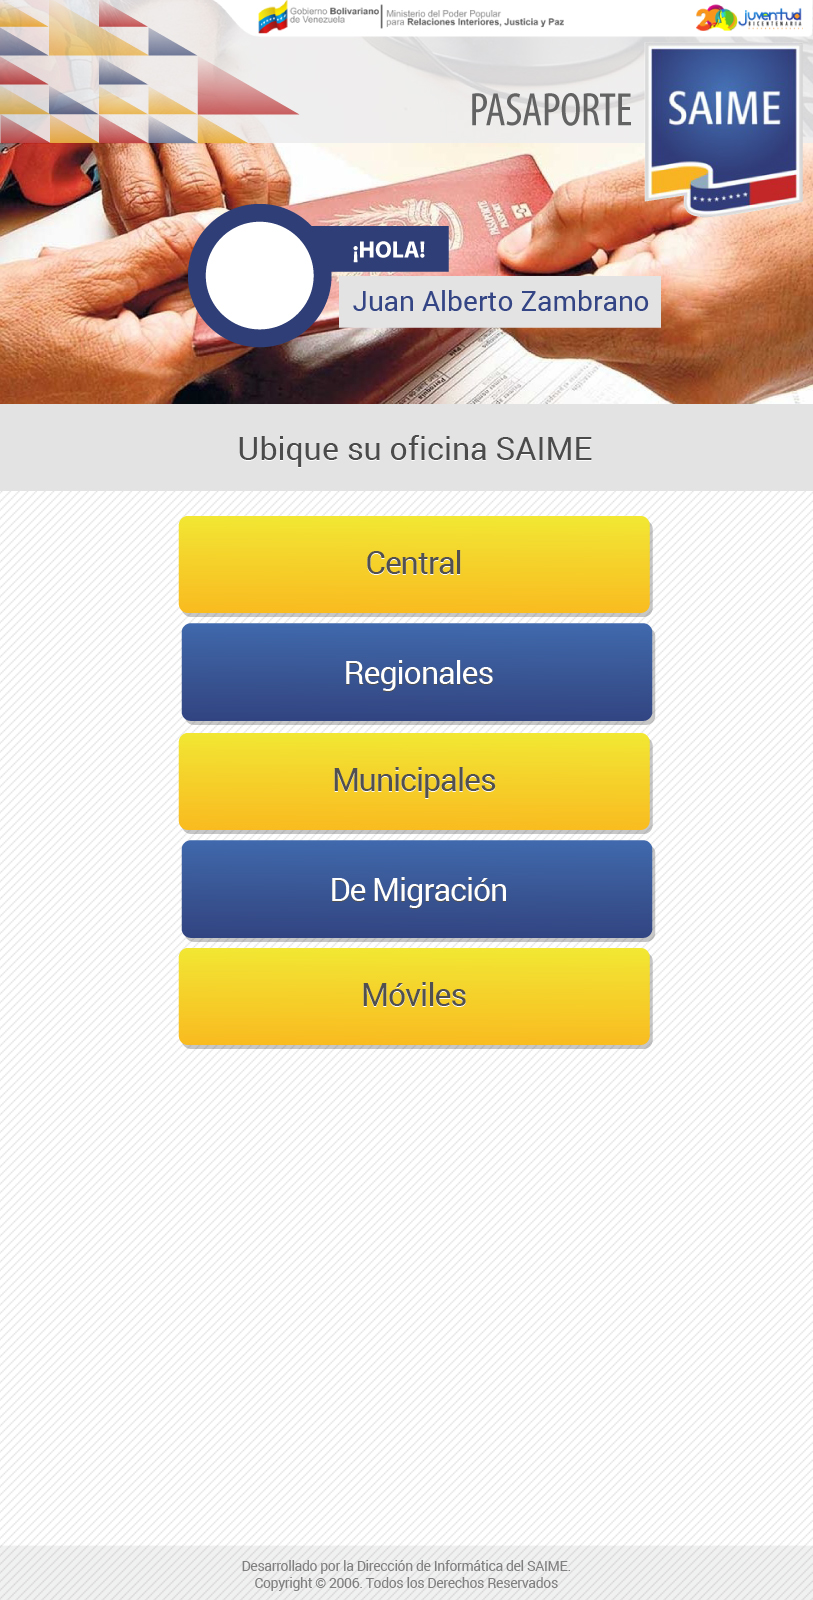 Gobierno Bolivariano
de Venezuela
Ministerio del Poder Popular
para Relaciones Interiores, Justicia y Paz
200 juventud
BICENTENARIA
PASAPORTE
SAIME
PASAPORTE
¡HOLA!
Juan Alberto Zambrano
Ubique su oficina SAIME
Central
Regionales
Municipales
De Migración
Móviles
Desarrollado por la Dirección de Informática del SAIME.
Copyright © 2006. Todos los Derechos Reservados